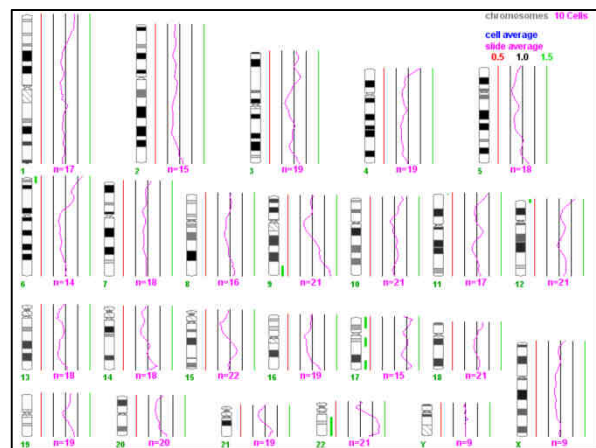 chromosomes 10 Cells
cell average
slide average
0.5 1.0 1.5
1 n=17
2 n=15
3 n=19
4 n=19
5 n=18
6 n=14
7 n=18
8 n=16
9 n=21
10 n=21
11 n=17
12 n=21
13 n=18
14 n=18
15 n=22
16 n=19
17 n=15
18 n=21
19 n=19
20 n=20
21 n=19
22 n=21
Y n=9
X n=9